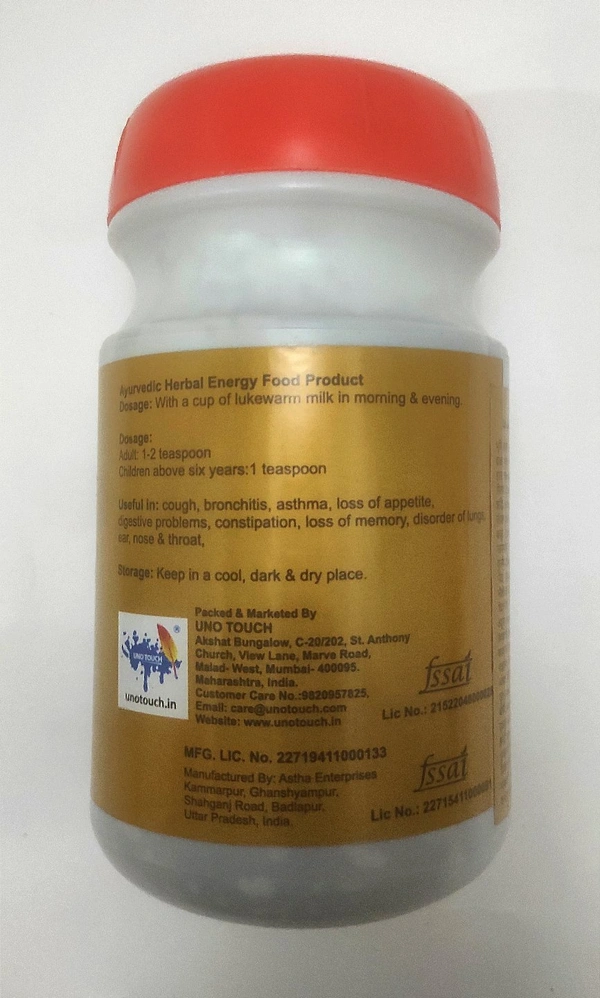 Ayurvedic Herbal Energy Food Product
Dosage: With a cup of lukewarm milk in morning & evening.
Dosage:
Adult: 1-2 teaspoon
Children above six years:1 teaspoon
Useful in: cough, bronchitis, asthma, loss of appetite,
digestive problems, constipation, loss of memory, disorder of lungs,
ear, nose & throat,
Storage: Keep in a cool, dark & dry place.
UNO TOUCH
®
unotouch.in
Packed & Marketed By
UNO TOUCH
Akshat Bungalow, C-20/202, St. Anthony
Church, View Lane, Marve Road,
Malad- West, Mumbai- 400095.
Maharashtra, India.
Customer Care No.:9820957825,
Email: care@unotouch.com
Website: www.unotouch.in
fssai
Lic No.:
MFG. LIC. No. 22719411000133
Manufactured By: Astha Enterprises
Kammarpur, Ghanshyampur,
Shahganj Road, Badlapur.
Uttar Pradesh, India.
fssai
Lic No.: